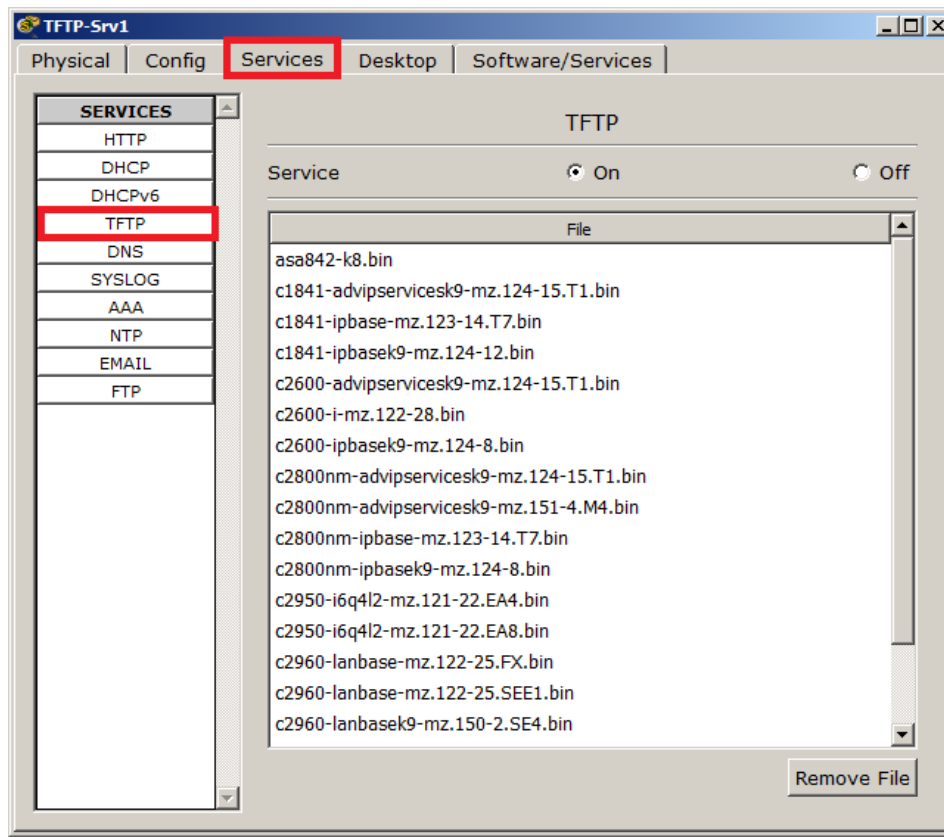 TFTP-Srv1
Physical Config Services Desktop Software/Services
SERVICES
HTTP
DHCP
DHCPv6
TFTP
DNS
SYSLOG
AAA
NTP
EMAIL
FTP
TFTP
Service On Off
File
asa842-k8.bin
c1841-advipservicesk9-mz.124-15.T1.bin
c1841-ipbase-mz.123-14.T7.bin
c1841-ipbasek9-mz.124-12.bin
c2600-advipservicesk9-mz.124-15.T1.bin
c2600-i-mz.122-28.bin
c2600-ipbasek9-mz.124-8.bin
c2800nm-advipservicesk9-mz.124-15.T1.bin
c2800nm-advipservicesk9-mz.151-4.M4.bin
c2800nm-ipbase-mz.123-14.T7.bin
c2800nm-ipbasek9-mz.124-8.bin
c2950-i6q4l2-mz.121-22.EA4.bin
c2950-i6q4l2-mz.121-22.EA8.bin
c2960-lanbase-mz.122-25.FX.bin
c2960-lanbase-mz.122-25.SEE1.bin
c2960-lanbasek9-mz.150-2.SE4.bin
Remove File